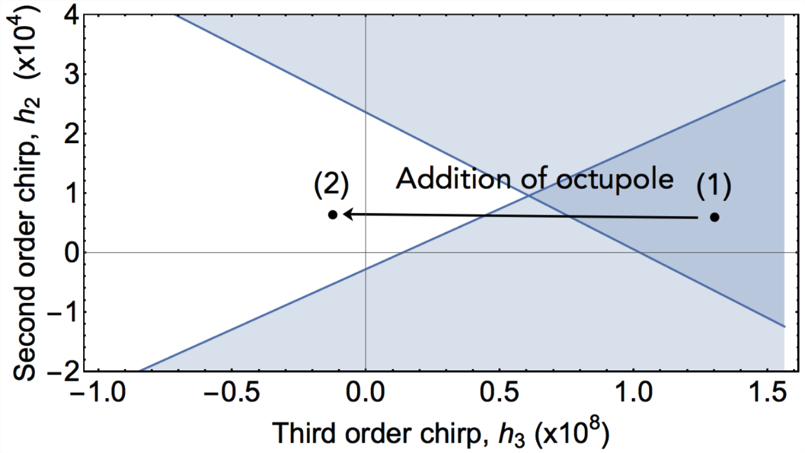 Second order chirp, h₂ (x10⁴)
4
3
2
1
0
−1
−2
(2) Addition of octupole (1)
−1.0 −0.5 0.0 0.5 1.0 1.5
Third order chirp, h₃ (x10⁸)